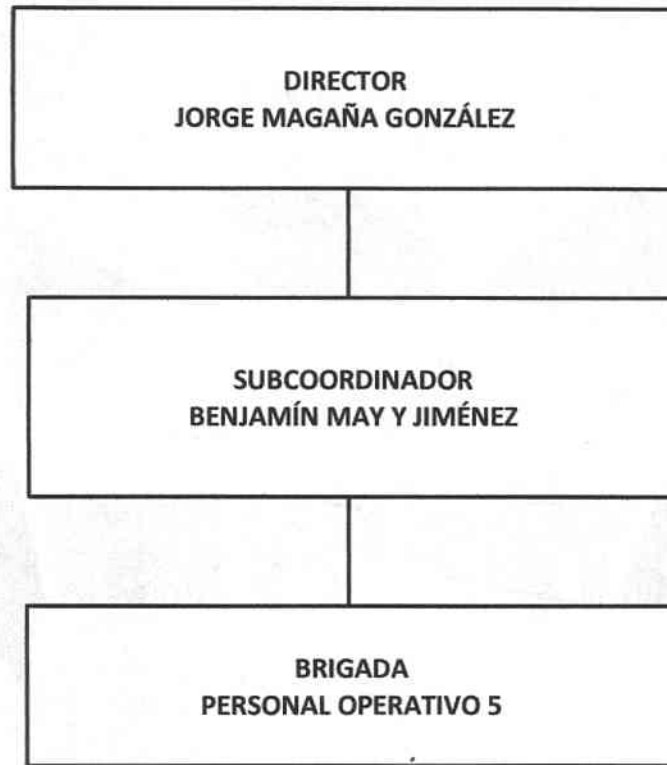 DIRECTOR
JORGE MAGAÑA GONZÁLEZ
SUBCOORDINADOR
BENJAMÍN MAY Y JIMÉNEZ
BRIGADA
PERSONAL OPERATIVO 5